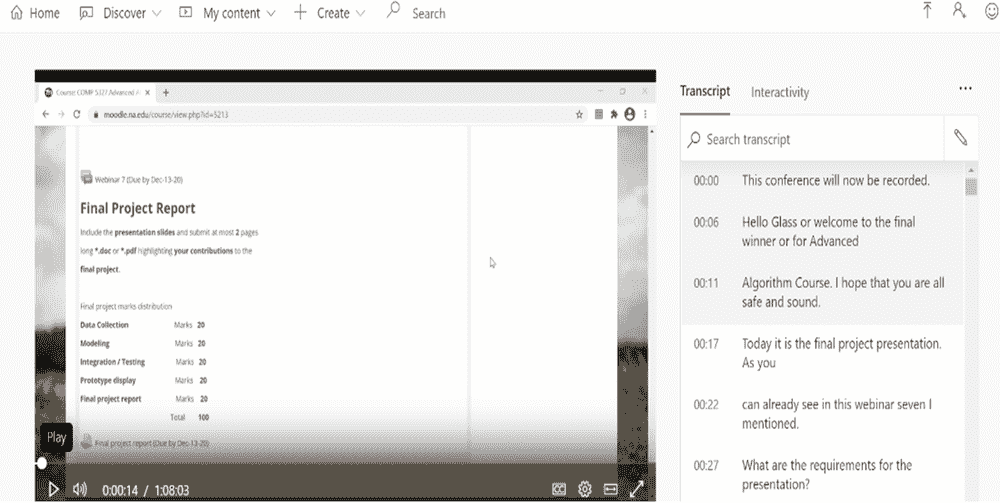 Home Discover My content Create Search
Course: COMP 5327 Advanced A
moodle.na.edu/course/view.php?id=5213
Webinar 7 (Due by Dec-13-20)
Final Project Report
Include the presentation slides and submit at most 2 pages
long *.doc or *.pdf highlighting your contributions to the
final project.
Final project marks distribution
Data Collection Marks 20
Modeling Marks 20
Integration / Testing Marks 20
Prototype display Marks 20
Final project report Marks 20
Total 100
Final project report (Due by Dec-13-20)
Play
0:00:14 / 1:08:03
CC
Transcript Interactivity
Search transcript
00:00 This conference will now be recorded.
00:06 Hello Glass or welcome to the final
winner or for Advanced
00:11 Algorithm Course. I hope that you are all
safe and sound.
00:17 Today it is the final project presentation.
As you
00:22 can already see in this webinar seven I
mentioned.
00:27 What are the requirements for the
presentation?